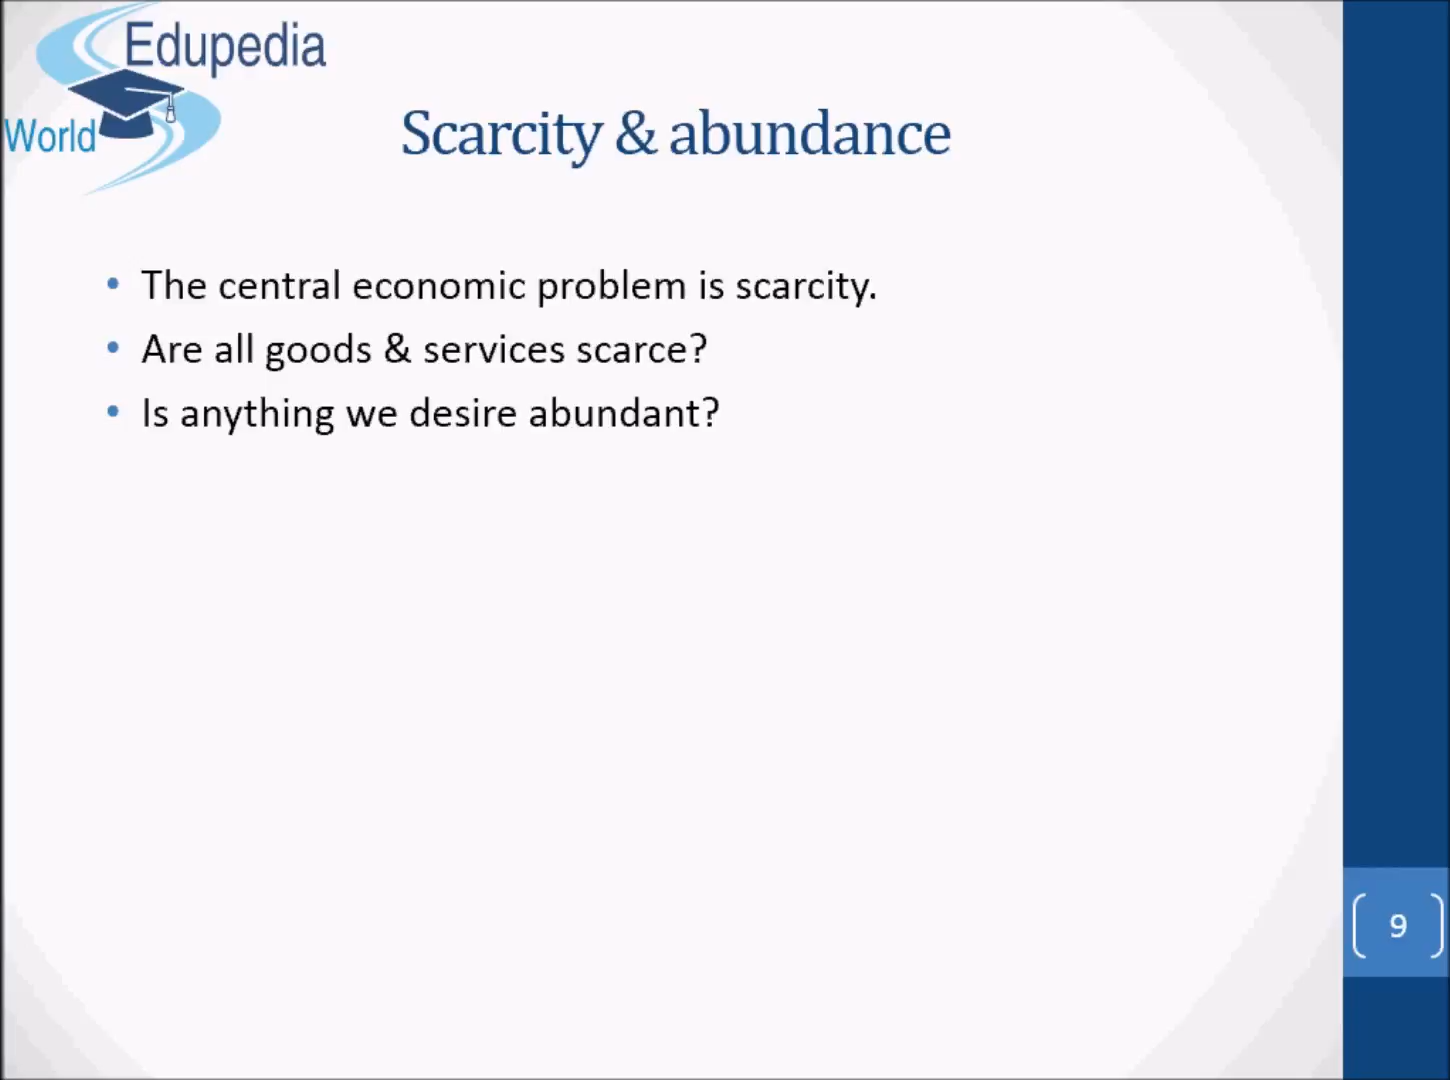 Edupedia
World
Scarcity & abundance
• The central economic problem is scarcity.
• Are all goods & services scarce?
• Is anything we desire abundant?
9